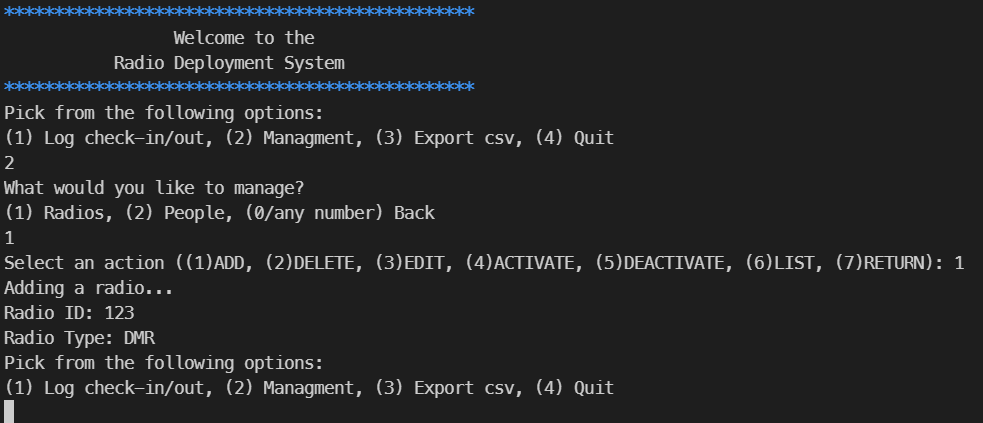 ***********************************************
Welcome to the
Radio Deployment System
***********************************************
Pick from the following options:
(1) Log check-in/out, (2) Managment, (3) Export csv, (4) Quit
2
What would you like to manage?
(1) Radios, (2) People, (0/any number) Back
1
Select an action ((1)ADD, (2)DELETE, (3)EDIT, (4)ACTIVATE, (5)DEACTIVATE, (6)LIST, (7)RETURN): 1
Adding a radio...
Radio ID: 123
Radio Type: DMR
Pick from the following options:
(1) Log check-in/out, (2) Managment, (3) Export csv, (4) Quit